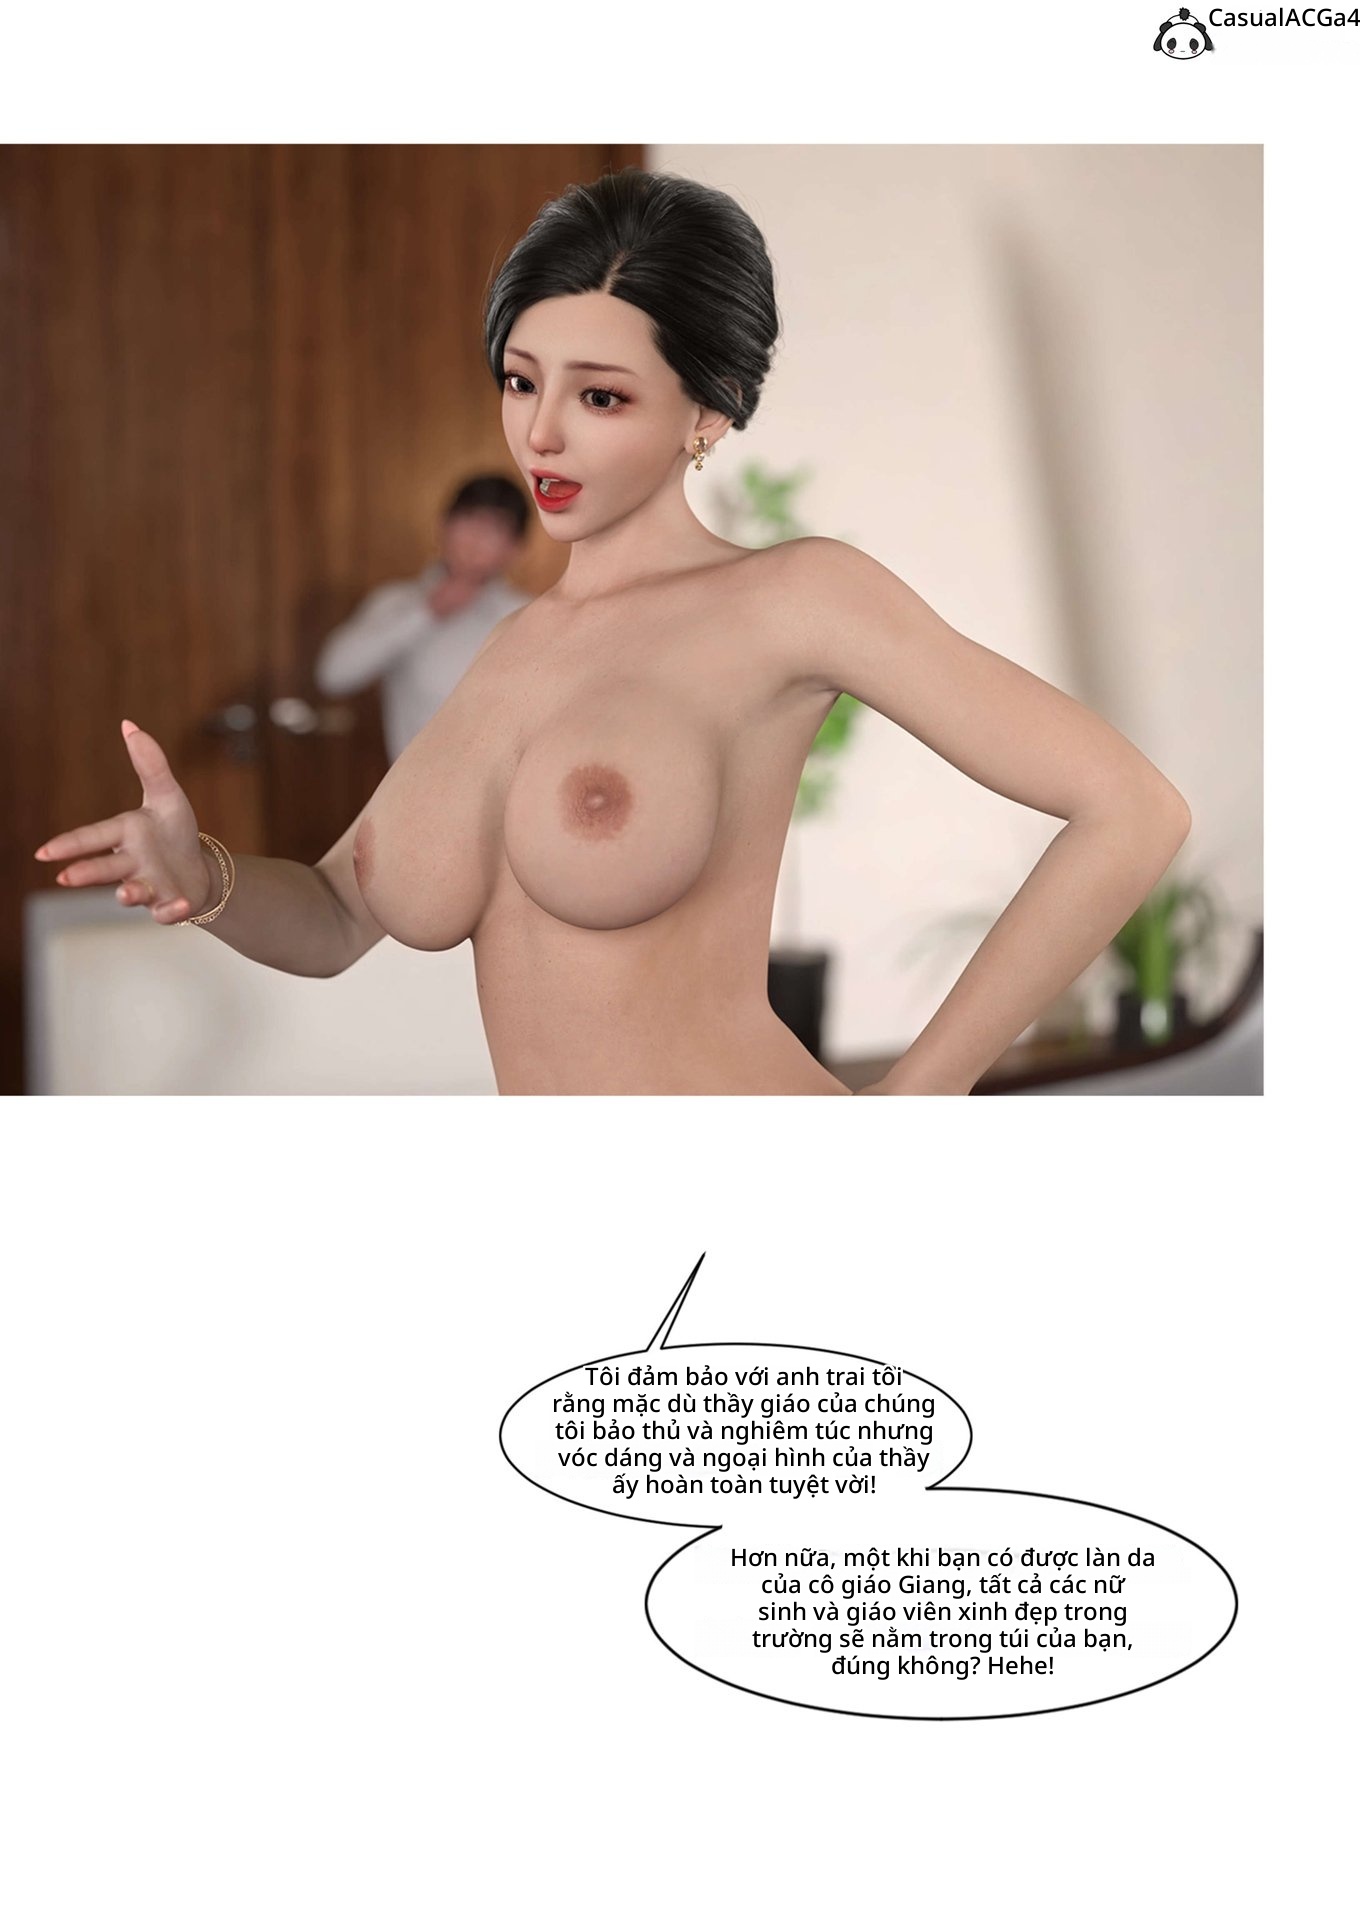 CasualACGa4
Tôi đảm bảo với anh trai tôi
rằng mặc dù thầy giáo của chúng
tôi bảo thủ và nghiêm túc nhưng
vóc dáng và ngoại hình của thầy
ấy hoàn toàn tuyệt vời!
Hơn nữa, một khi bạn có được làn da
của cô giáo Giang, tất cả các nữ
sinh và giáo viên xinh đẹp trong
trường sẽ nằm trong túi của bạn,
đúng không? Hehe!